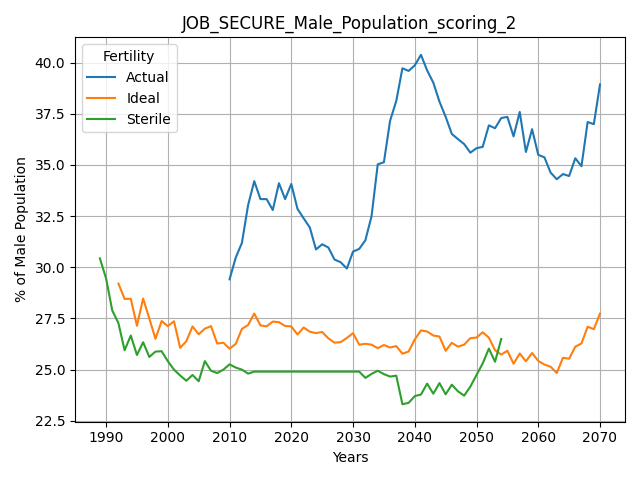 JOB_SECURE_Male_Population_scoring_2
Fertility
Actual
Ideal
Sterile
% of Male Population
40.0
37.5
35.0
32.5
30.0
27.5
25.0
22.5
1990 2000 2010 2020 2030 2040 2050 2060 2070
Years